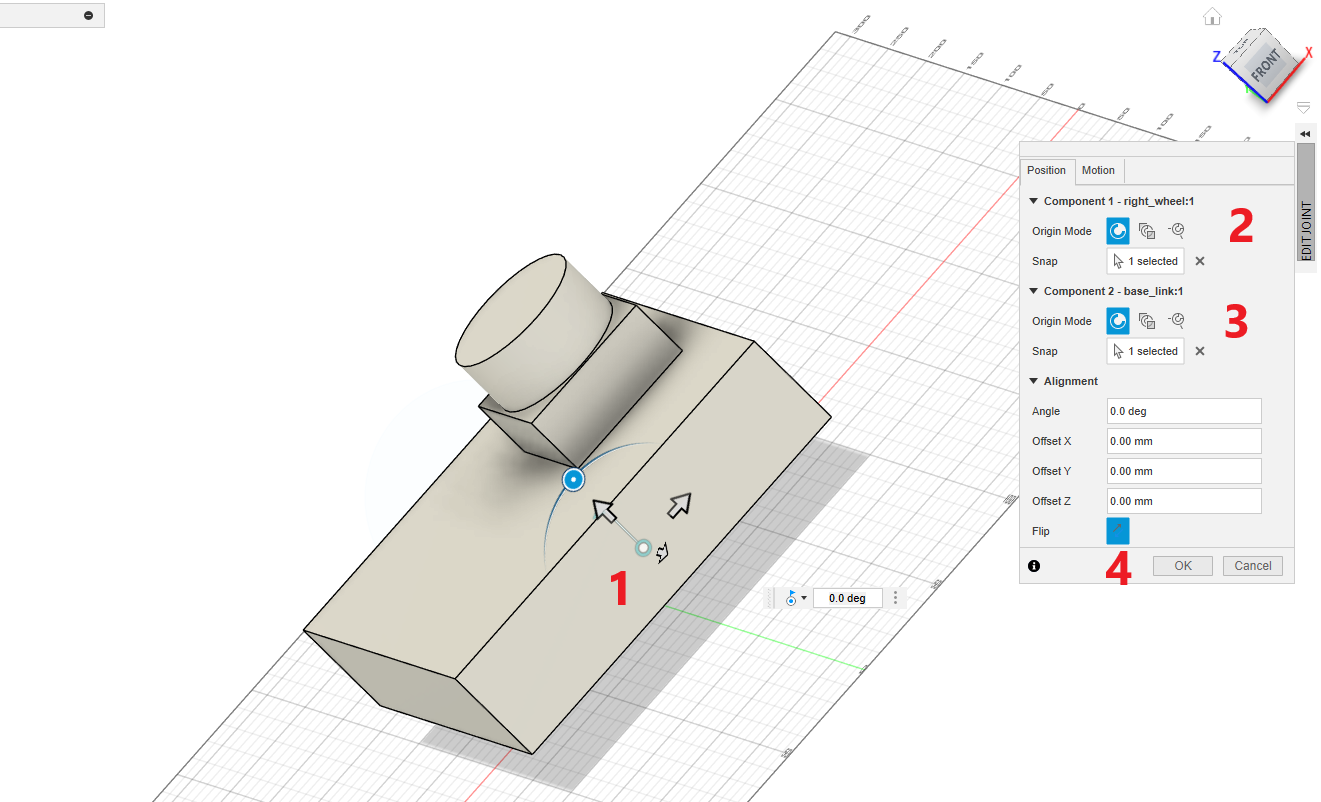 300
250
200
150
100
50
0
50
100
150
Z
X
FRONT
Position
Motion
EDIT JOINT
Component 1 - right_wheel:1
Origin Mode
2
Snap
1 selected
Component 2 - base_link:1
Origin Mode
3
Snap
1 selected
Alignment
Angle
0.0 deg
Offset X
0.00 mm
Offset Y
0.00 mm
Offset Z
0.00 mm
Flip
4
OK
Cancel
1
0.0 deg